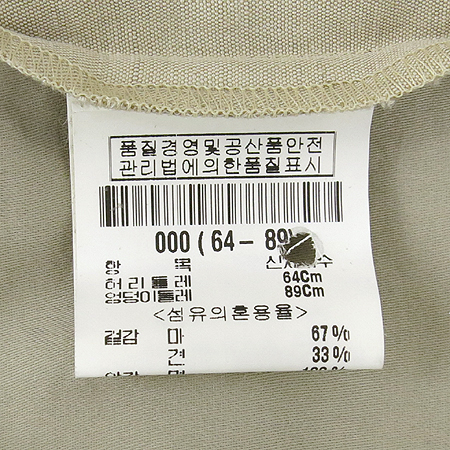 품질경영및공산품안전
관리법에의한품질표시
000 ( 64 - 89
항 목
허리둘레 64Cm
엉덩이둘레 89Cm
<섬유의혼용율>
겉감 마 67%
견 33%